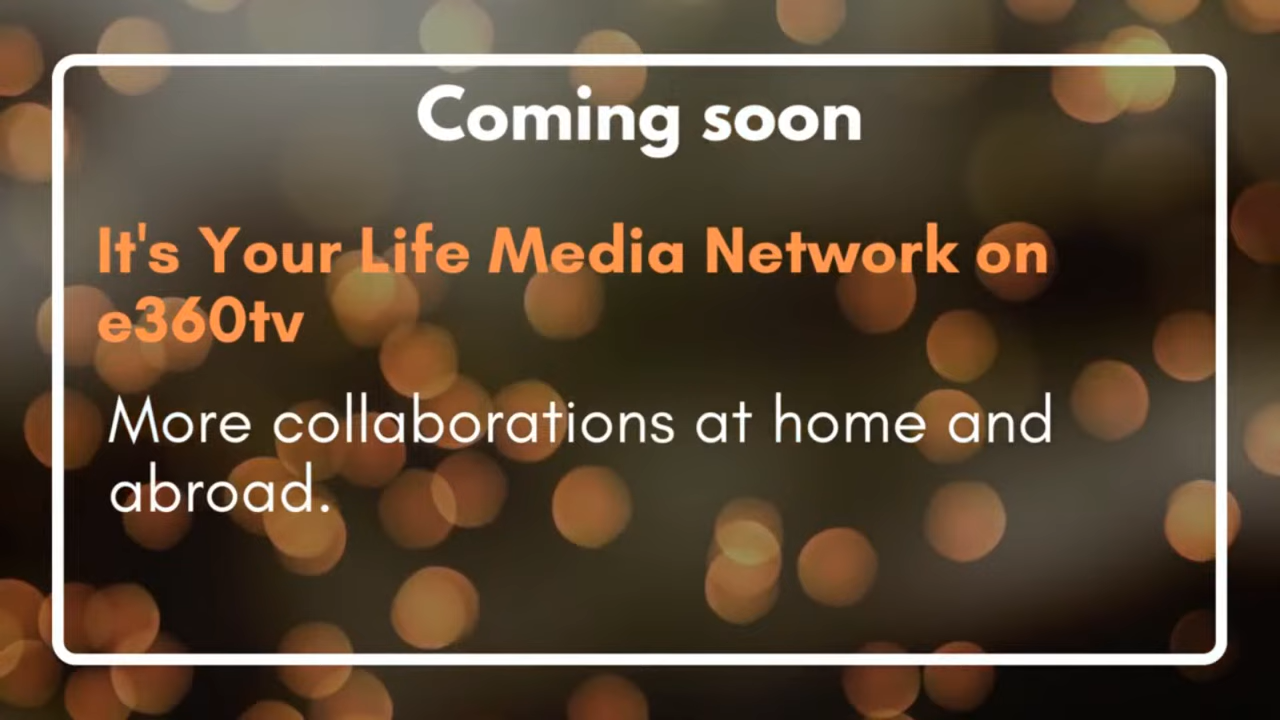 Coming soon
It's Your Life Media Network on
e360tv
More collaborations at home and
abroad.